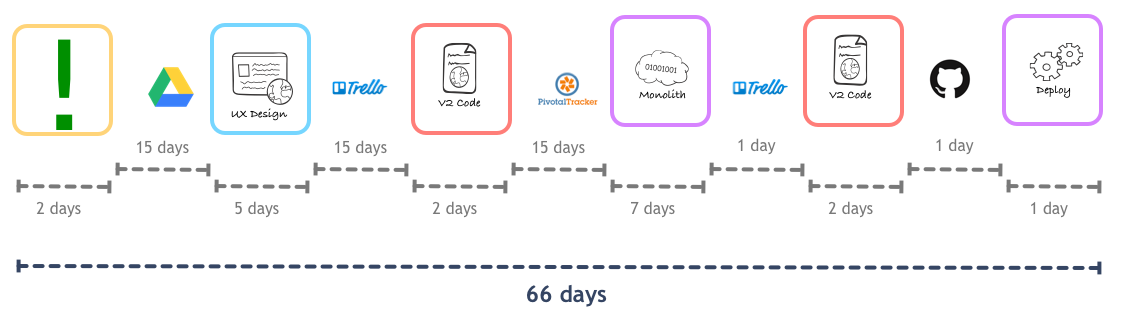 !
UX Design
Trello
V2 Code
PivotalTracker
01001001
Monolith
Trello
V2 Code
Deploy
15 days
15 days
15 days
1 day
1 day
2 days
5 days
2 days
7 days
2 days
1 day
66 days